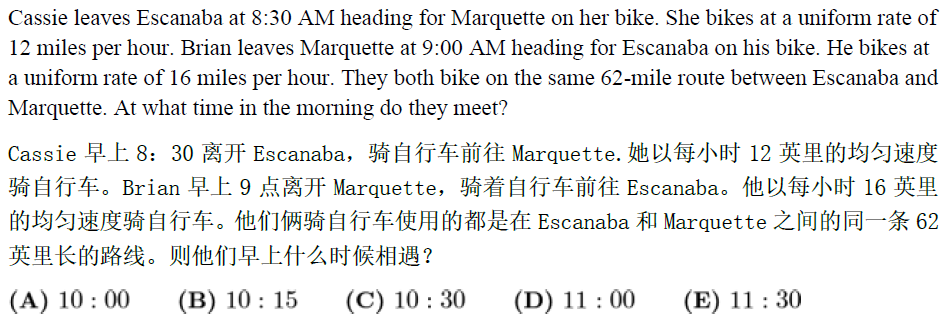 Cassie leaves Escanaba at 8:30 AM heading for Marquette on her bike. She bikes at a uniform rate of
12 miles per hour. Brian leaves Marquette at 9:00 AM heading for Escanaba on his bike. He bikes at
a uniform rate of 16 miles per hour. They both bike on the same 62-mile route between Escanaba and
Marquette. At what time in the morning do they meet?
Cassie 早上 8：30 离开 Escanaba，骑自行车前往 Marquette.她以每小时 12 英里的均匀速度
骑自行车。Brian 早上 9 点离开 Marquette，骑着自行车前往 Escanaba。他以每小时 16 英里
的均匀速度骑自行车。他们俩骑自行车使用的都是在 Escanaba 和 Marquette 之间的同一条 62
英里长的路线。则他们早上什么时候相遇？
(A) 10 : 00 (B) 10 : 15 (C) 10 : 30 (D) 11 : 00 (E) 11 : 30